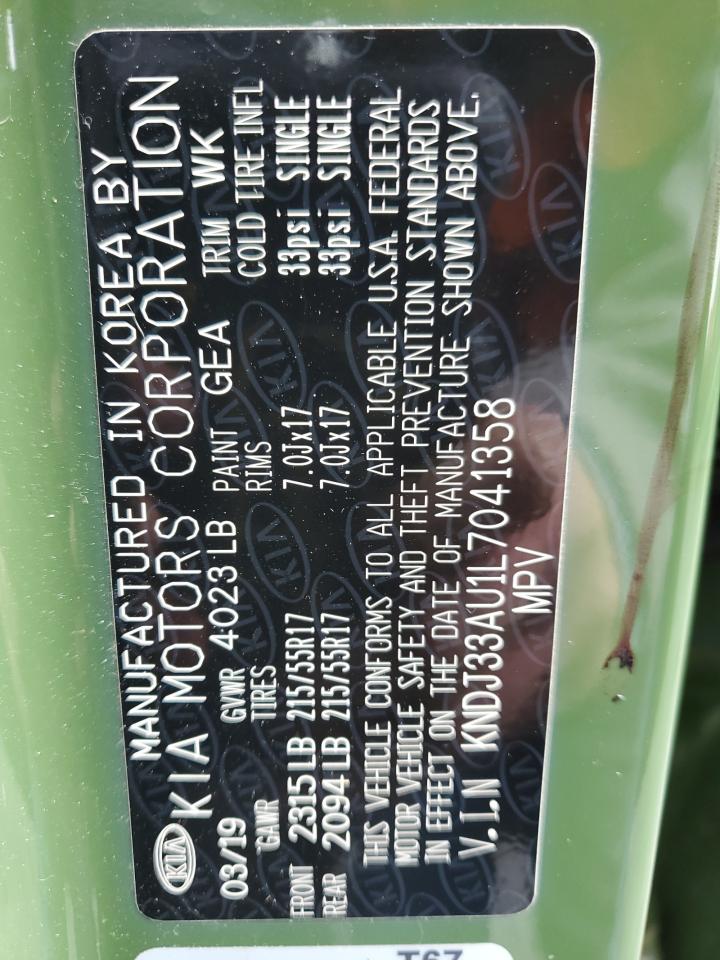 MANUFACTURED IN KOREA BY
KIA KIA MOTORS CORPORATION
03/19 GVWR 4023 LB PAINT GEA TRIM WK
GAWR TIRES RIMS COLD TIRE INFL
FRONT 2315 LB 215/55R17 7.0Jx17 33psi SINGLE
REAR 2094 LB 215/55R17 7.0Jx17 33psi SINGLE
THIS VEHICLE CONFORMS TO ALL APPLICABLE U.S.A. FEDERAL
MOTOR VEHICLE SAFETY AND THEFT PREVENTION STANDARDS
IN EFFECT ON THE DATE OF MANUFACTURE SHOWN ABOVE.
V.I.N KNDJ33AU1L7041358
MPV
T67